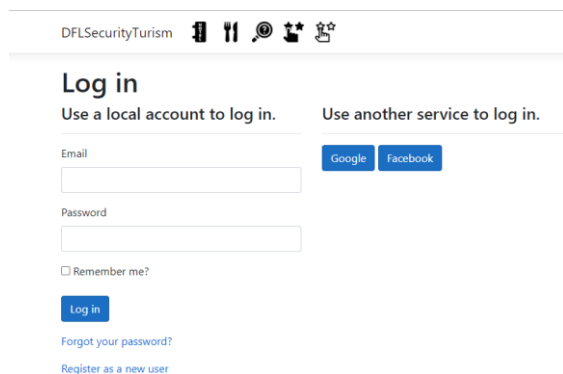 DFLSecurityTurism
Log in
Use a local account to log in.
Email
Password
Remember me?
Log in
Forgot your password?
Register as a new user
Use another service to log in.
Google Facebook